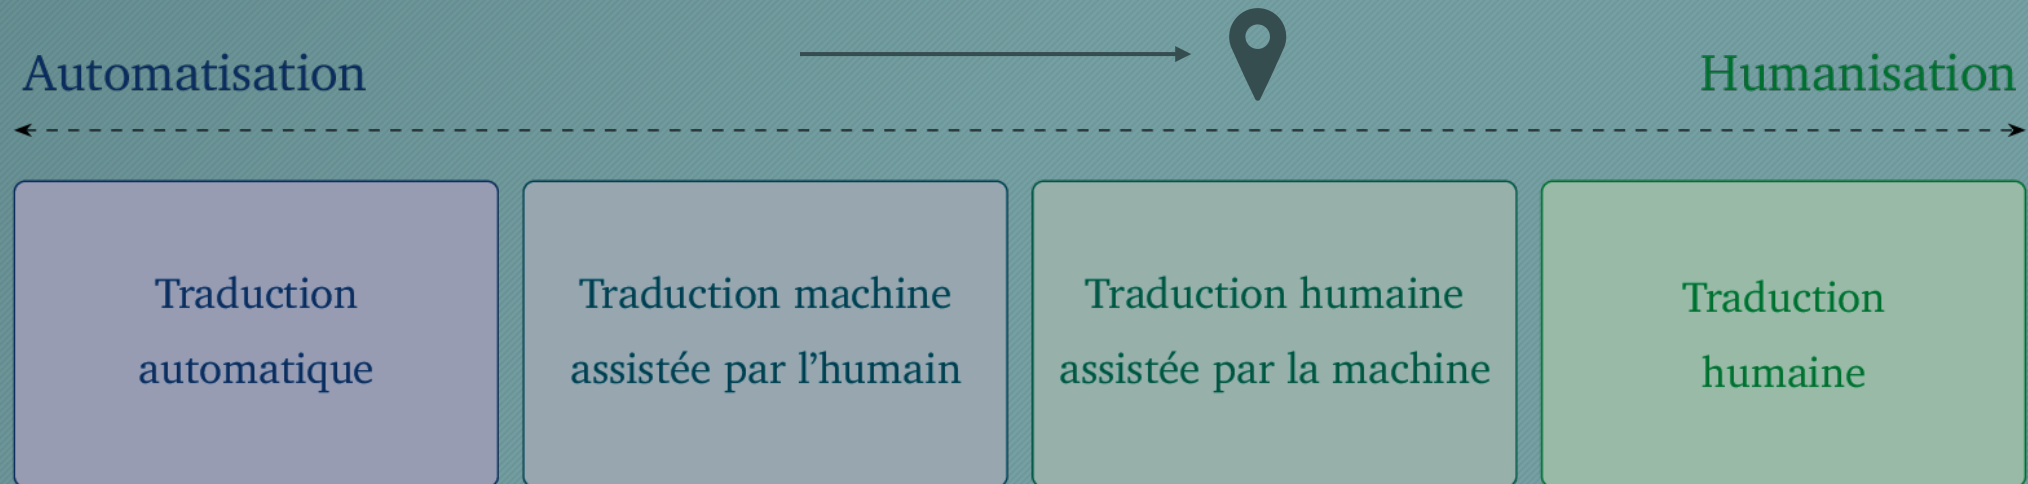 Automatisation
Humanisation
Traduction
automatique
Traduction machine
assistée par l’humain
Traduction humaine
assistée par la machine
Traduction
humaine